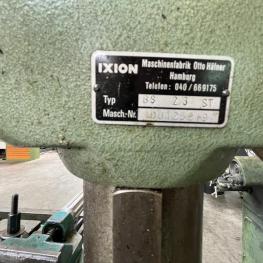 IXION Maschinenfabrik Otto Häfner
Hamburg
Telefon: 040/669175
Typ BS 23 ST
Masch.-Nr.